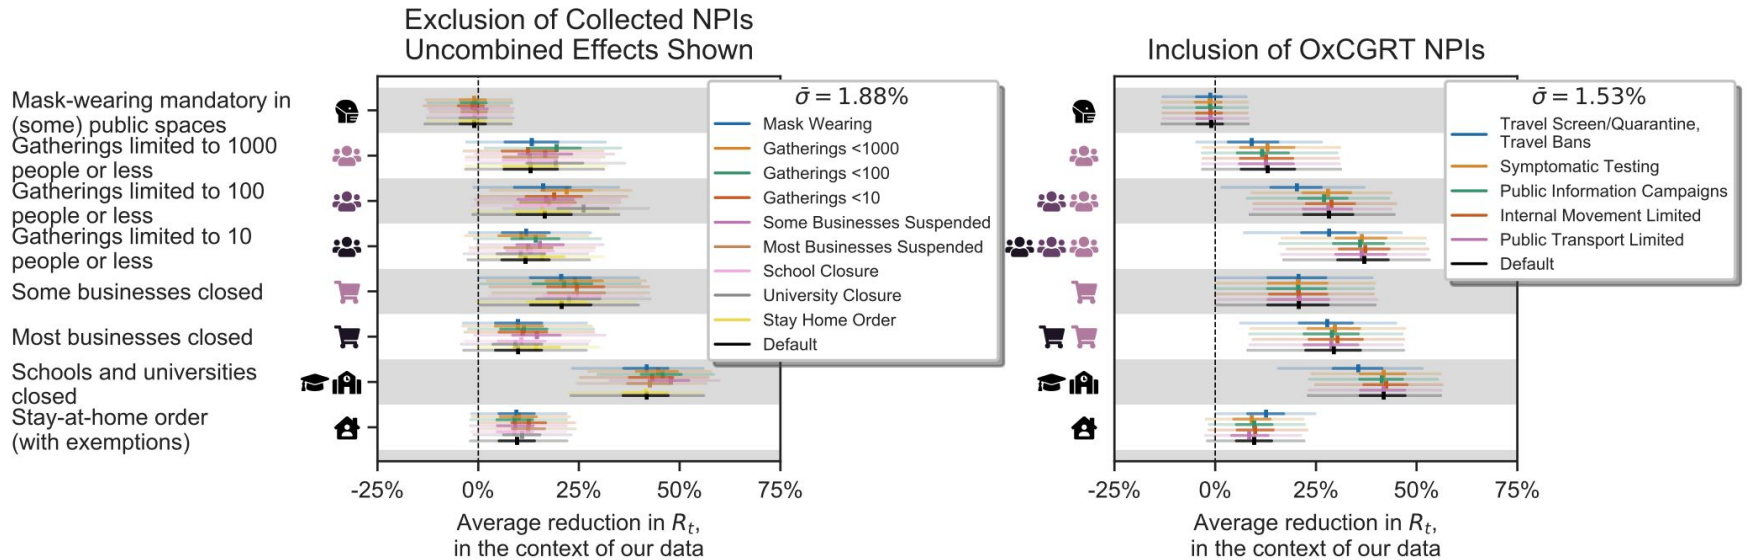 Exclusion of Collected NPIs
Uncombined Effects Shown
Mask-wearing mandatory in
(some) public spaces
Gatherings limited to 1000
people or less
Gatherings limited to 100
people or less
Gatherings limited to 10
people or less
Some businesses closed
Most businesses closed
Schools and universities
closed
Stay-at-home order
(with exemptions)
σ̄ = 1.88%
Mask Wearing
Gatherings <1000
Gatherings <100
Gatherings <10
Some Businesses Suspended
Most Businesses Suspended
School Closure
University Closure
Stay Home Order
Default
-25% 0% 25% 50% 75%
Average reduction in Rt,
in the context of our data
Inclusion of OxCGRT NPIs
σ̄ = 1.53%
Travel Screen/Quarantine,
Travel Bans
Symptomatic Testing
Public Information Campaigns
Internal Movement Limited
Public Transport Limited
Default
-25% 0% 25% 50% 75%
Average reduction in Rt,
in the context of our data